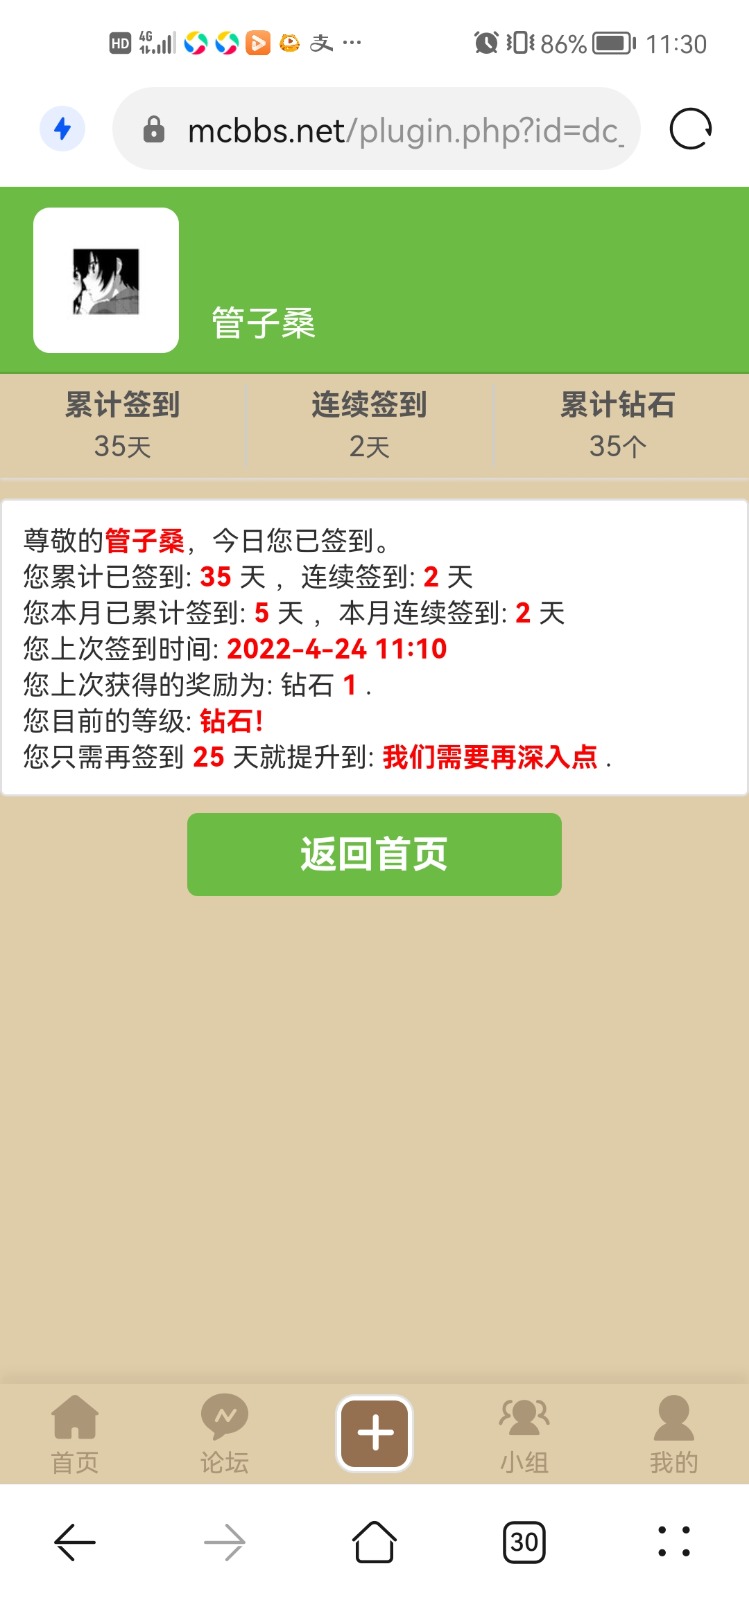 HD 4G 支 ··· 86% 11:30
mcbbs.net/plugin.php?id=dc_
管子桑
累计签到 连续签到 累计钻石
35天 2天 35个
尊敬的管子桑，今日您已签到。
您累计已签到: 35 天 ，连续签到: 2 天
您本月已累计签到: 5 天 ，本月连续签到: 2 天
您上次签到时间: 2022-4-24 11:10
您上次获得的奖励为: 钻石 1 .
您目前的等级: 钻石!
您只需再签到 25 天就提升到: 我们需要再深入点 .
返回首页
首页 论坛 小组 我的
30